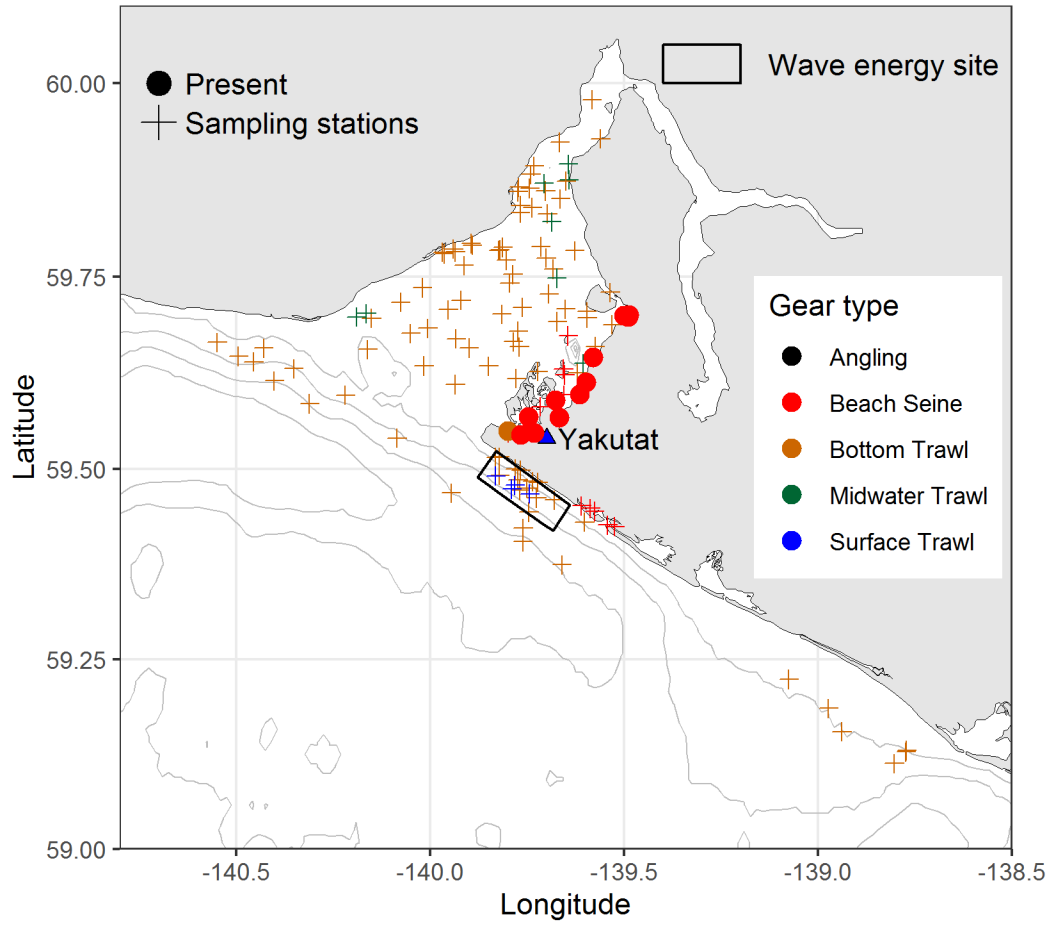 Present
Sampling stations
Wave energy site
60.00
59.75
59.50
59.25
59.00
Latitude
Yakutat
Gear type
Angling
Beach Seine
Bottom Trawl
Midwater Trawl
Surface Trawl
-140.5
-140.0
-139.5
-139.0
-138.5
Longitude